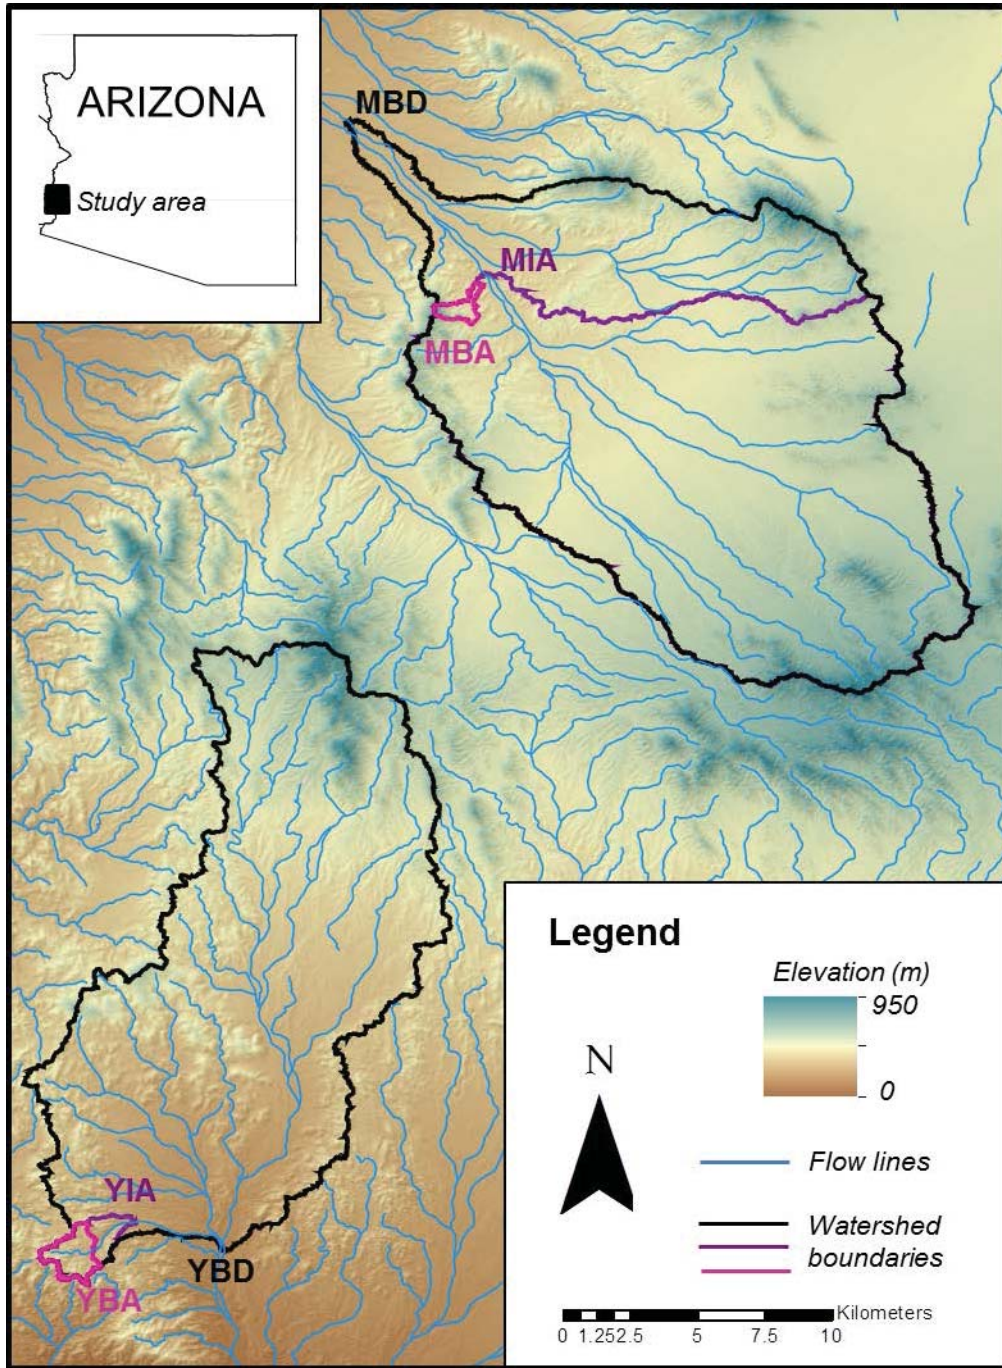 ARIZONA
Study area
MBD
MIA
MBA
YIA
YBD
YBA
Legend
Elevation (m)
950
0
N
Flow lines
Watershed
boundaries
Kilometers
0 1.252.5 5 7.5 10